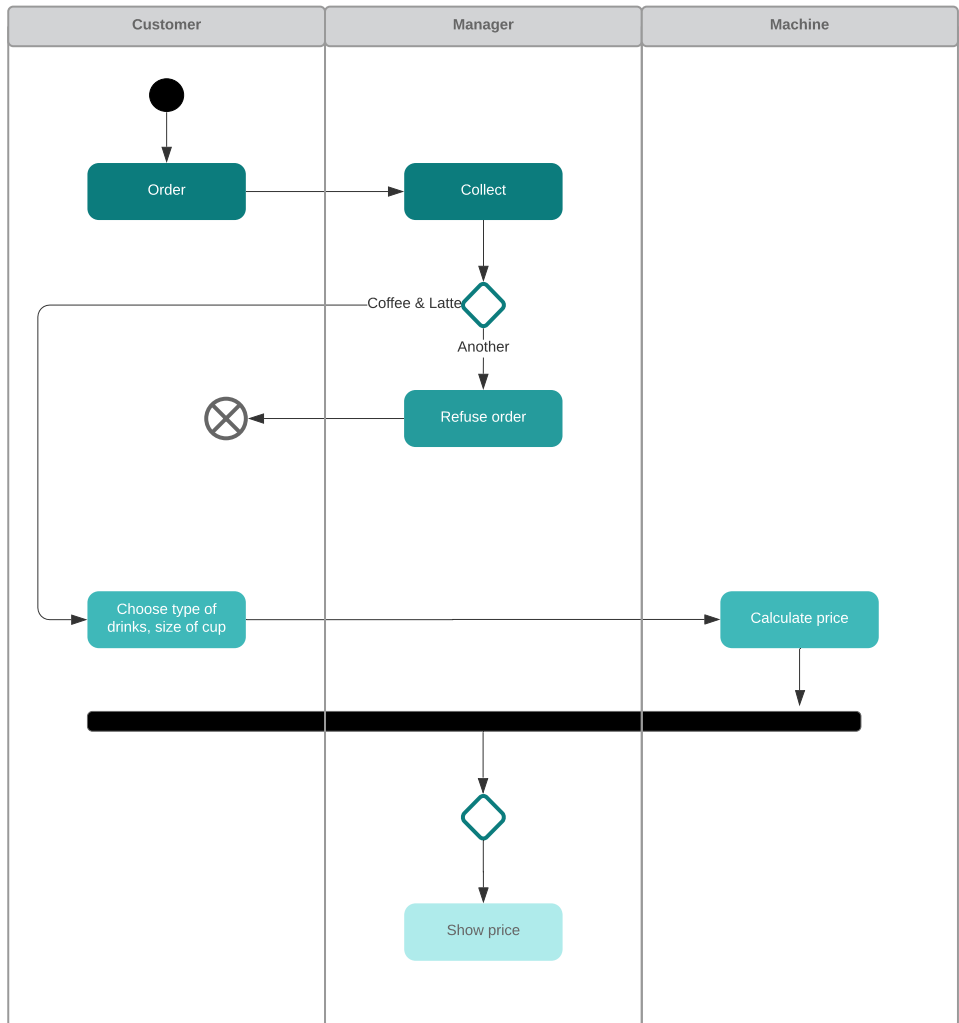 Customer
Manager
Machine
Order
Collect
Coffee & Latte
Another
Refuse order
Choose type of
drinks, size of cup
Calculate price
Show price